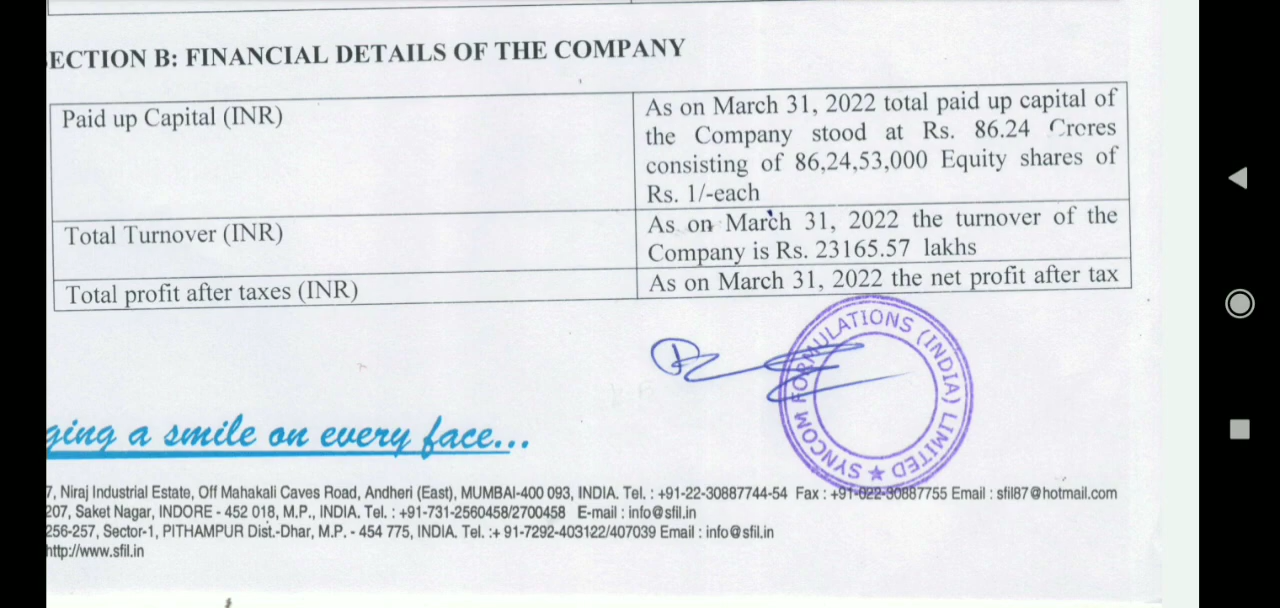 ECTION B: FINANCIAL DETAILS OF THE COMPANY
Paid up Capital (INR)
As on March 31, 2022 total paid up capital of
the Company stood at Rs. 86.24 Crores
consisting of 86,24,53,000 Equity shares of
Rs. 1/-each
Total Turnover (INR)
As on March 31, 2022 the turnover of the
Company is Rs. 23165.57 lakhs
Total profit after taxes (INR)
As on March 31, 2022 the net profit after tax
SYNCOM FORMULATIONS (INDIA) LIMITED ★
ging a smile on every face...
7, Niraj Industrial Estate, Off Mahakali Caves Road, Andheri (East), MUMBAI-400 093, INDIA. Tel. : +91-22-30887744-54 Fax : +91-022-30887755 Email : sfil87@hotmail.com
207, Saket Nagar, INDORE - 452 018, M.P., INDIA. Tel. : +91-731-2560458/2700458 E-mail : info@sfil.in
256-257, Sector-1, PITHAMPUR Dist.-Dhar, M.P. - 454 775, INDIA. Tel. :+ 91-7292-403122/407039 Email : info@sfil.in
http://www.sfil.in